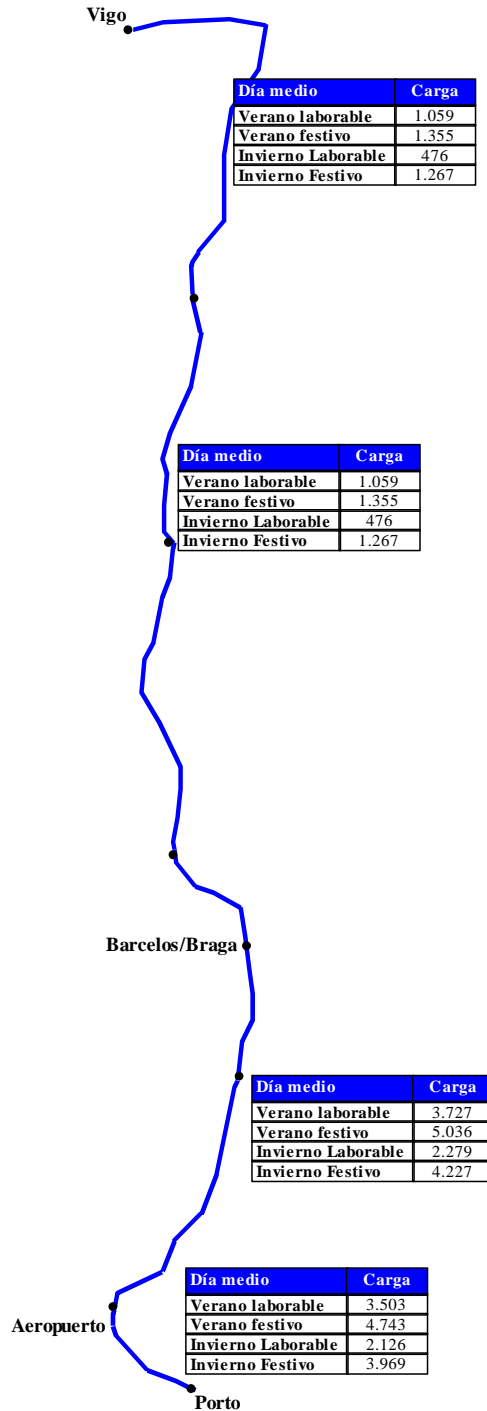 Vigo
Día medio Carga
Verano laborable 1.059
Verano festivo 1.355
Invierno Laborable 476
Invierno Festivo 1.267
Día medio Carga
Verano laborable 1.059
Verano festivo 1.355
Invierno Laborable 476
Invierno Festivo 1.267
Barcelos/Braga
Día medio Carga
Verano laborable 3.727
Verano festivo 5.036
Invierno Laborable 2.279
Invierno Festivo 4.227
Día medio Carga
Verano laborable 3.503
Verano festivo 4.743
Invierno Laborable 2.126
Invierno Festivo 3.969
Aeropuerto
Porto